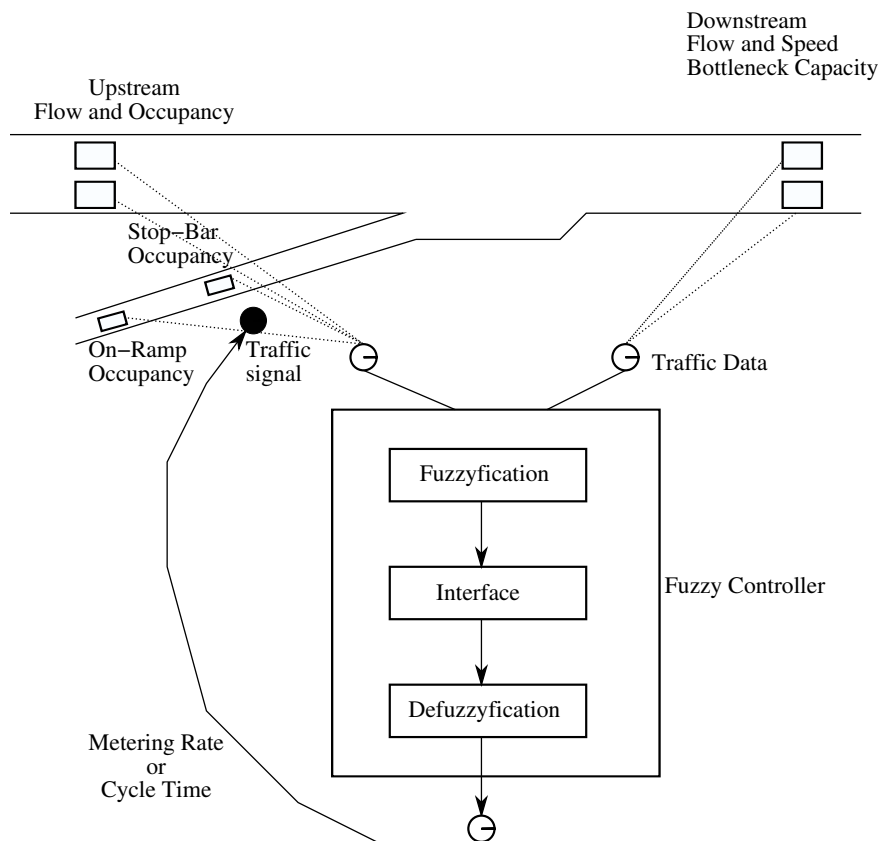 Downstream
Flow and Speed
Bottleneck Capacity
Upstream
Flow and Occupancy
Stop−Bar
Occupancy
On−Ramp
Occupancy
Traffic
signal
Traffic Data
Fuzzyfication
Interface
Fuzzy Controller
Defuzzyfication
Metering Rate
or
Cycle Time